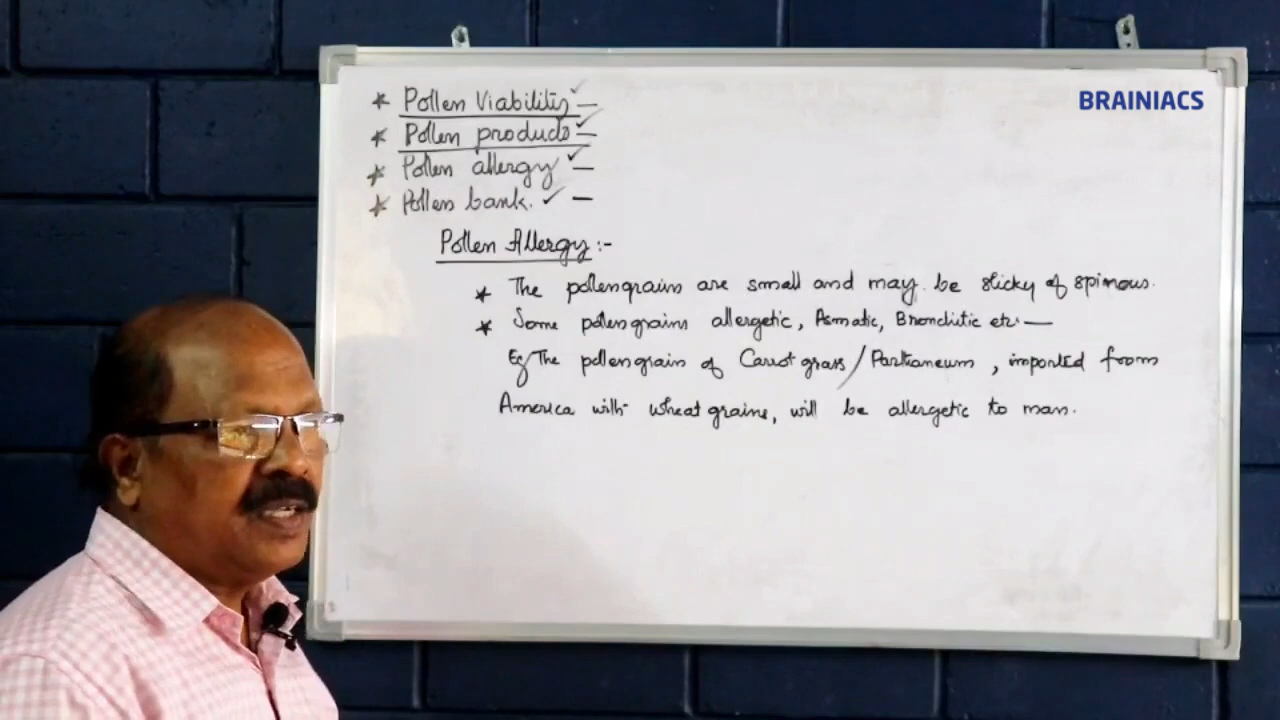 BRAINIACS
* Pollen Viability ✓ —
* Pollen products ✓ —
* Pollen allergy ✓ —
* Pollen bank. ✓ —
Pollen Allergy :-
* The pollengrains are small and may be sticky of spinous.
* Some pollengrains allergetic, Asmatic, Bronchitic etc —
Eg The pollengrain of Carrot grass / Partianeum, imported from
America with wheat grains, will be allergetic to man.